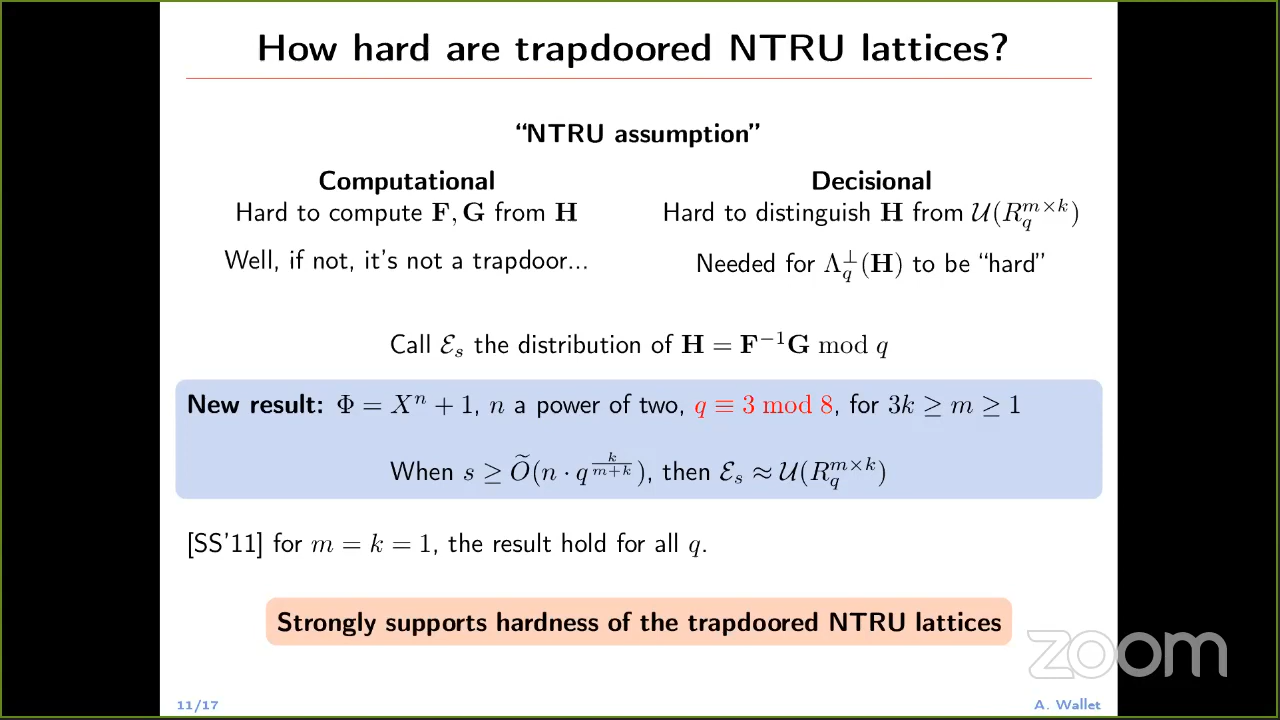 How hard are trapdoored NTRU lattices?
“NTRU assumption”
Computational
Hard to compute F, G from H
Well, if not, it’s not a trapdoor...
Decisional
Hard to distinguish H from 𝒰(R_q^{m×k})
Needed for Λ_q^⊥(H) to be “hard”
Call ℰ_s the distribution of H = F^{−1}G mod q
New result: Φ = X^n + 1, n a power of two, q ≡ 3 mod 8, for 3k ≥ m ≥ 1
When s ≥ Õ(n · q^{k/(m+k)}), then ℰ_s ≈ 𝒰(R_q^{m×k})
[SS’11] for m = k = 1, the result hold for all q.
Strongly supports hardness of the trapdoored NTRU lattices
zoom
11/17
A. Wallet